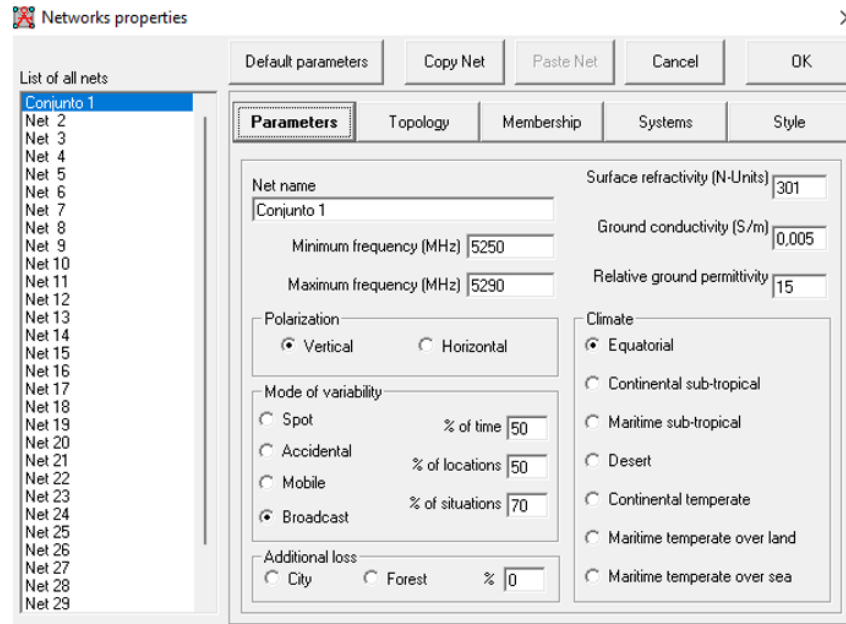 Networks properties
List of all nets
Conjunto 1
Net 2
Net 3
Net 4
Net 5
Net 6
Net 7
Net 8
Net 9
Net 10
Net 11
Net 12
Net 13
Net 14
Net 15
Net 16
Net 17
Net 18
Net 19
Net 20
Net 21
Net 22
Net 23
Net 24
Net 25
Net 26
Net 27
Net 28
Net 29
Default parameters Copy Net Paste Net Cancel OK
Parameters Topology Membership Systems Style
Net name
Conjunto 1
Minimum frequency (MHz) 5250
Maximum frequency (MHz) 5290
Surface refractivity (N-Units) 301
Ground conductivity (S/m) 0,005
Relative ground permittivity 15
Polarization
Vertical Horizontal
Mode of variability
Spot
Accidental
Mobile
Broadcast
% of time 50
% of locations 50
% of situations 70
Additional loss
City Forest % 0
Climate
Equatorial
Continental sub-tropical
Maritime sub-tropical
Desert
Continental temperate
Maritime temperate over land
Maritime temperate over sea